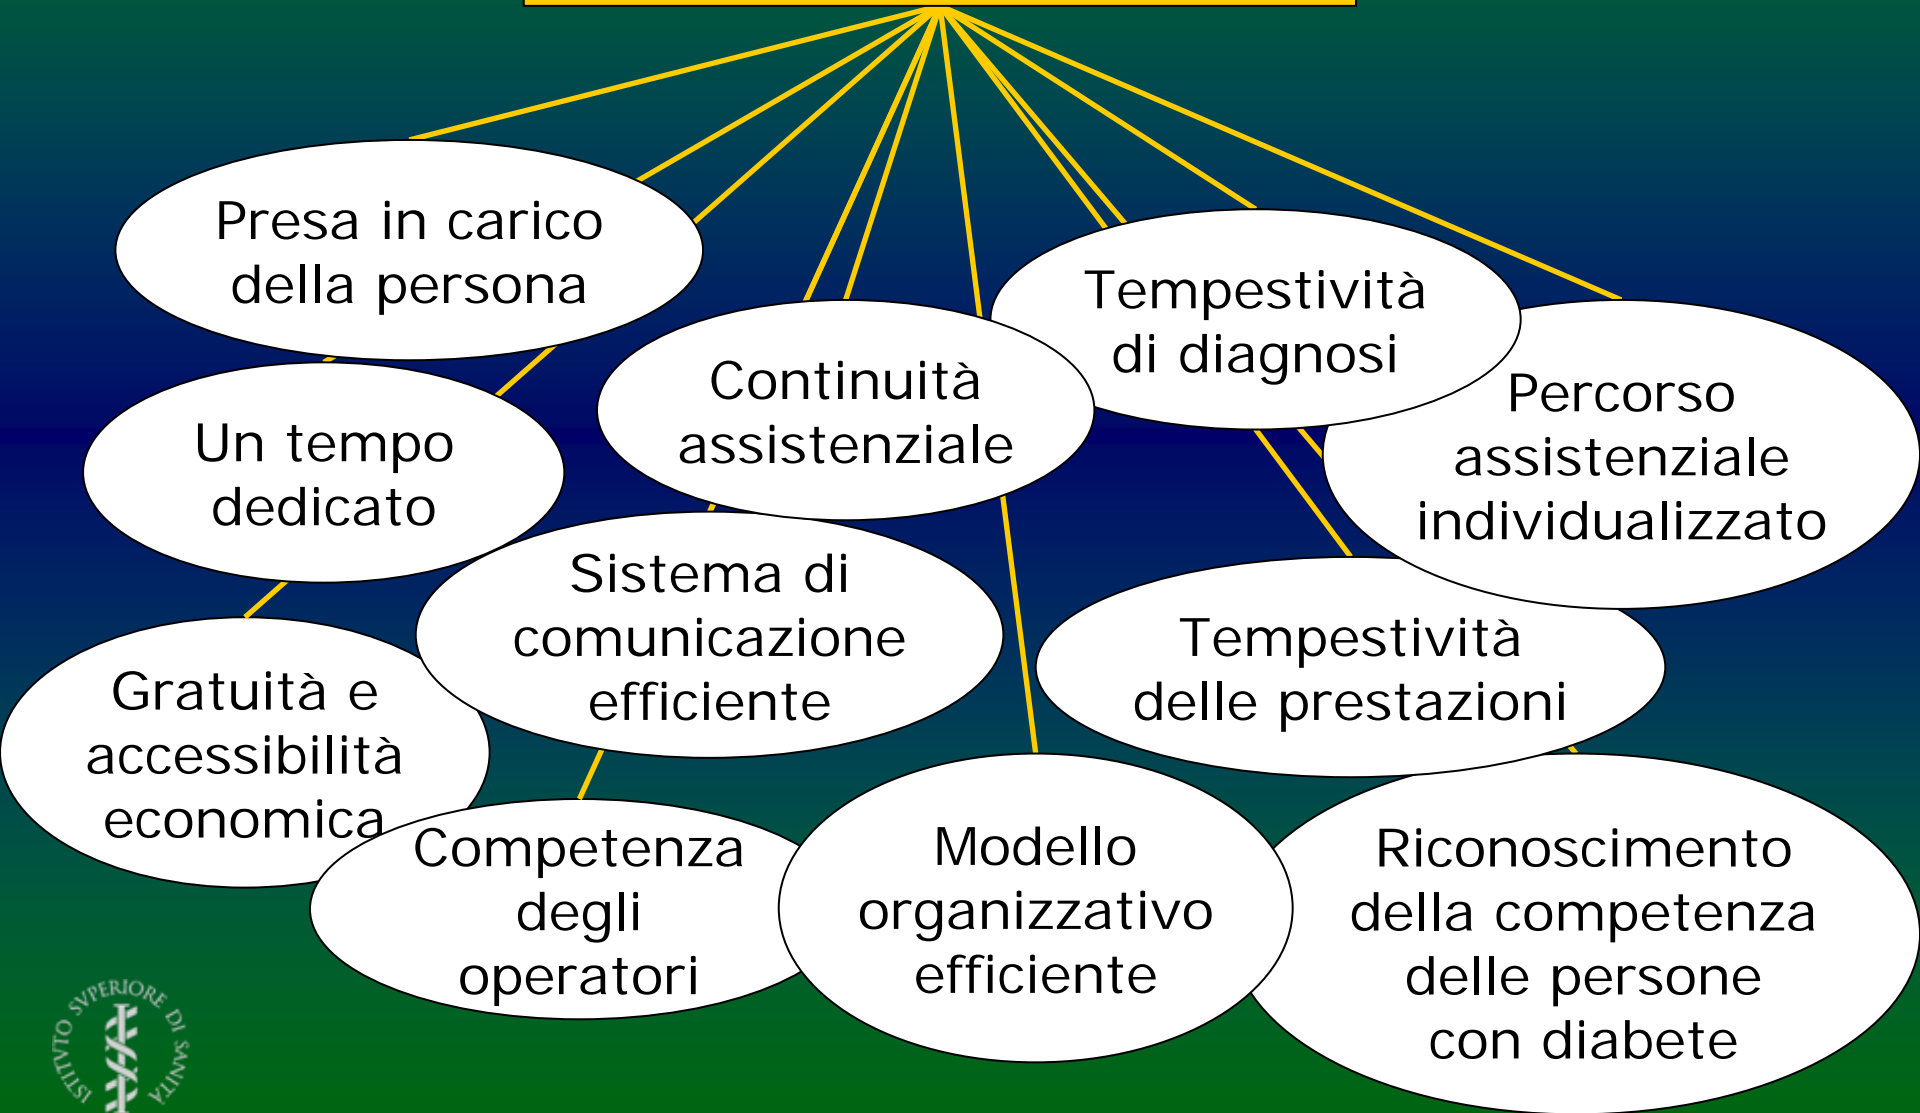 Presa in carico
della persona
Tempestività
di diagnosi
Continuità
assistenziale
Percorso
assistenziale
individualizzato
Un tempo
dedicato
Sistema di
comunicazione
efficiente
Tempestività
delle prestazioni
Gratuità e
accessibilità
economica
Competenza
degli
operatori
Modello
organizzativo
efficiente
Riconoscimento
della competenza
delle persone
con diabete
ISTITVTO SVPERIORE DI SANITÀ